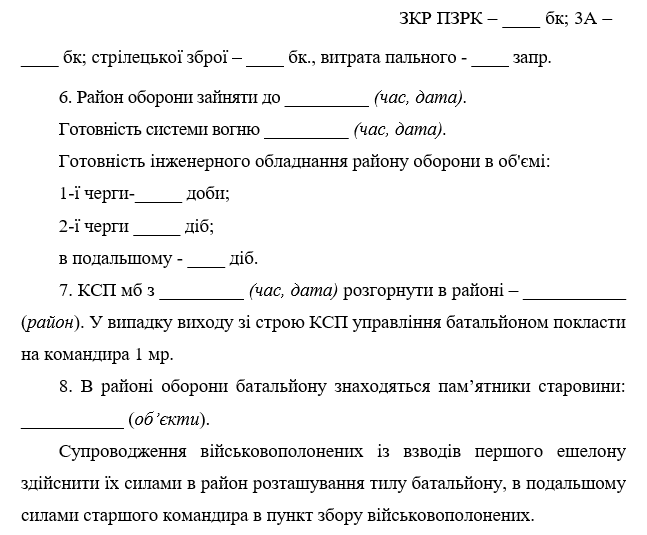 ЗКР ПЗРК – ____ бк; ЗА –
____ бк; стрілецької зброї – ____ бк., витрата пального - ____ запр.
6. Район оборони зайняти до _________ (час, дата).
Готовність системи вогню _________ (час, дата).
Готовність інженерного обладнання району оборони в об'ємі:
1-ї черги-_____ доби;
2-ї черги _____ діб;
в подальшому - ____ діб.
7. КСП мб з _________ (час, дата) розгорнути в районі – ___________
(район). У випадку виходу зі строю КСП управління батальйоном покласти
на командира 1 мр.
8. В районі оборони батальйону знаходяться пам’ятники старовини:
___________ (об’єкти).
Супроводження військовополонених із взводів першого ешелону
здійснити їх силами в район розташування тилу батальйону, в подальшому
силами старшого командира в пункт збору військовополонених.